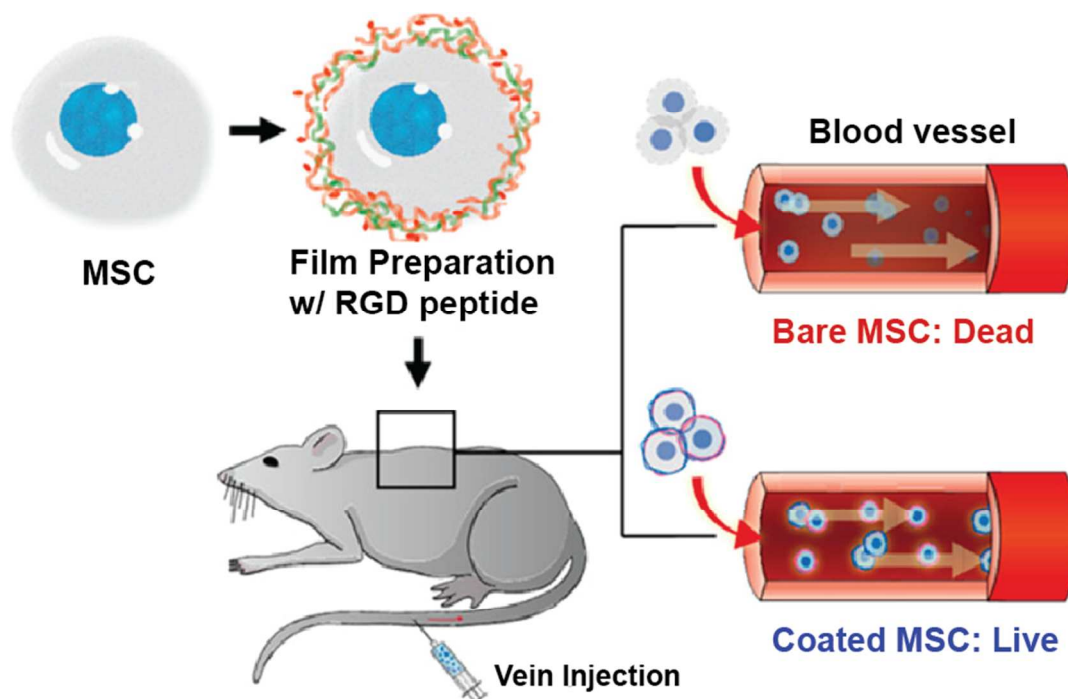 MSC
Film Preparation
w/ RGD peptide
Blood vessel
Bare MSC: Dead
Coated MSC: Live
Vein Injection